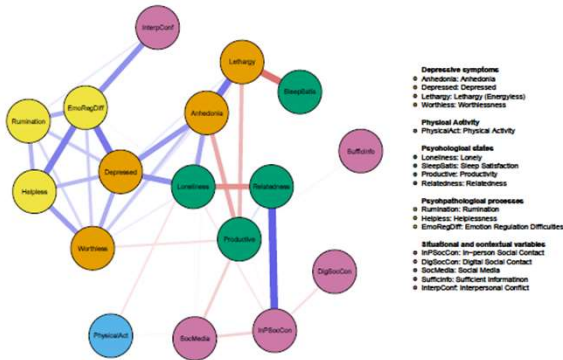 InterpConf
Lethargy
SleepSatis
EmoRegDiff
Rumination
Anhedonia
SufficInfo
Depressed
Helpless
Loneliness
Relatedness
Worthless
Productive
DigSocCon
PhysicalAct
SocMedia
InPSocCon
Depressive symptoms
Anhedonia: Anhedonia
Depressed: Depressed
Lethargy: Lethargy (Energyless)
Worthless: Worthlessness
Physical Activity
PhysicalAct: Physical Activity
Psychological states
Loneliness: Lonely
SleepSatis: Sleep Satisfaction
Productive: Productivity
Relatedness: Relatedness
Psychpathological processes
Rumination: Rumination
Helpless: Helplessness
EmoRegDiff: Emotion Regulation Difficulties
Situational and contextual variables
InPSocCon: In-person Social Contact
DigSocCon: Digital Social Contact
SocMedia: Social Media
SufficInfo: Sufficient Informatinon
InterpConf: Interpersonal Conflict